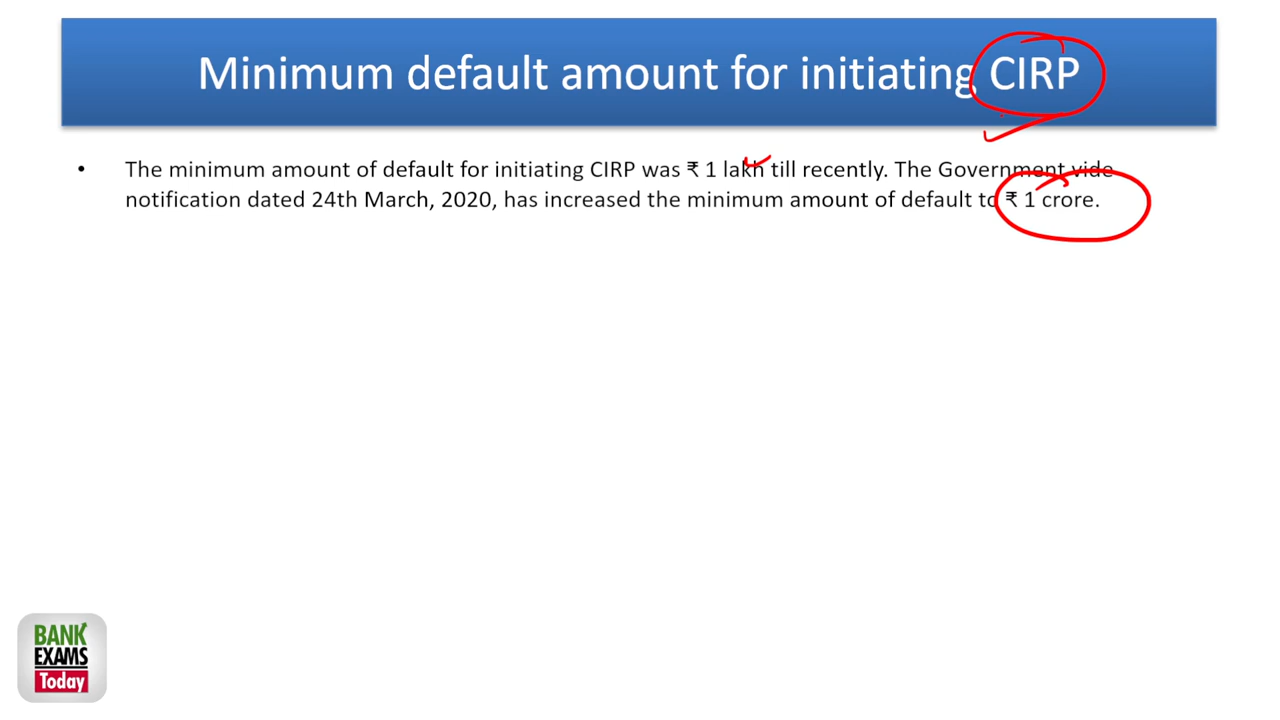 Minimum default amount for initiating CIRP
• The minimum amount of default for initiating CIRP was ₹ 1 lakh till recently. The Government vide
notification dated 24th March, 2020, has increased the minimum amount of default to ₹ 1 crore.
BANK
EXAMS
Today